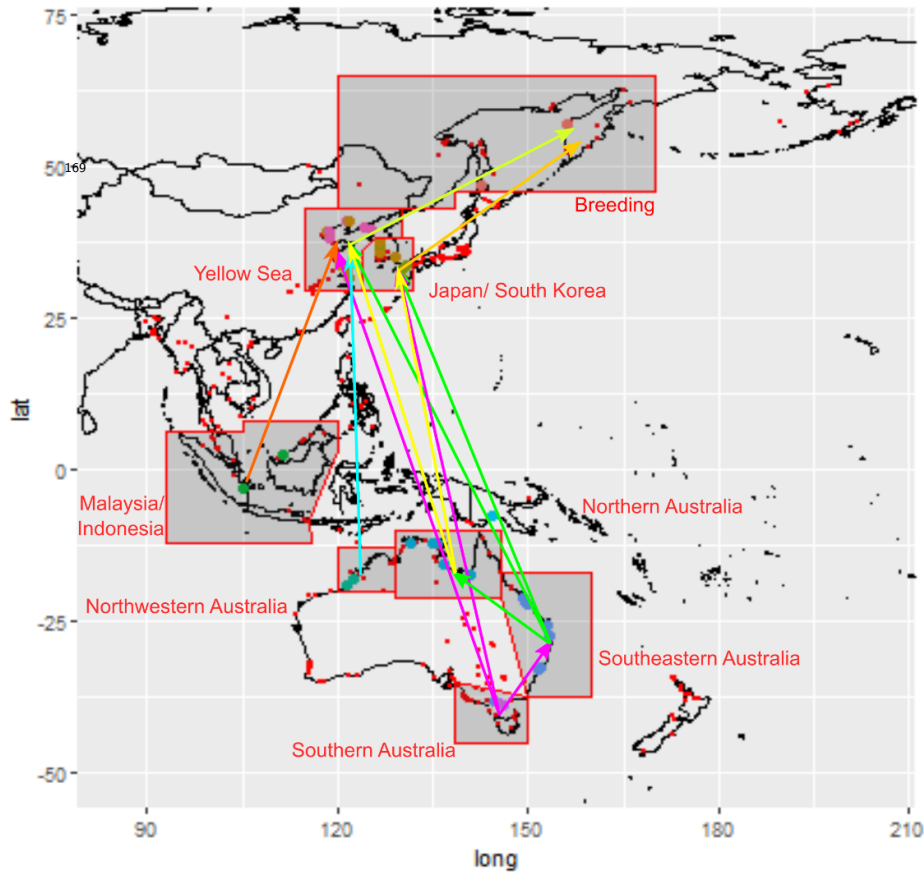 75
50
169
Breeding
Yellow Sea
Japan/ South Korea
25
lat
0
Malaysia/
Indonesia
Northern Australia
Northwestern Australia
-25
Southeastern Australia
Southern Australia
-50
90
120
150
180
210
long